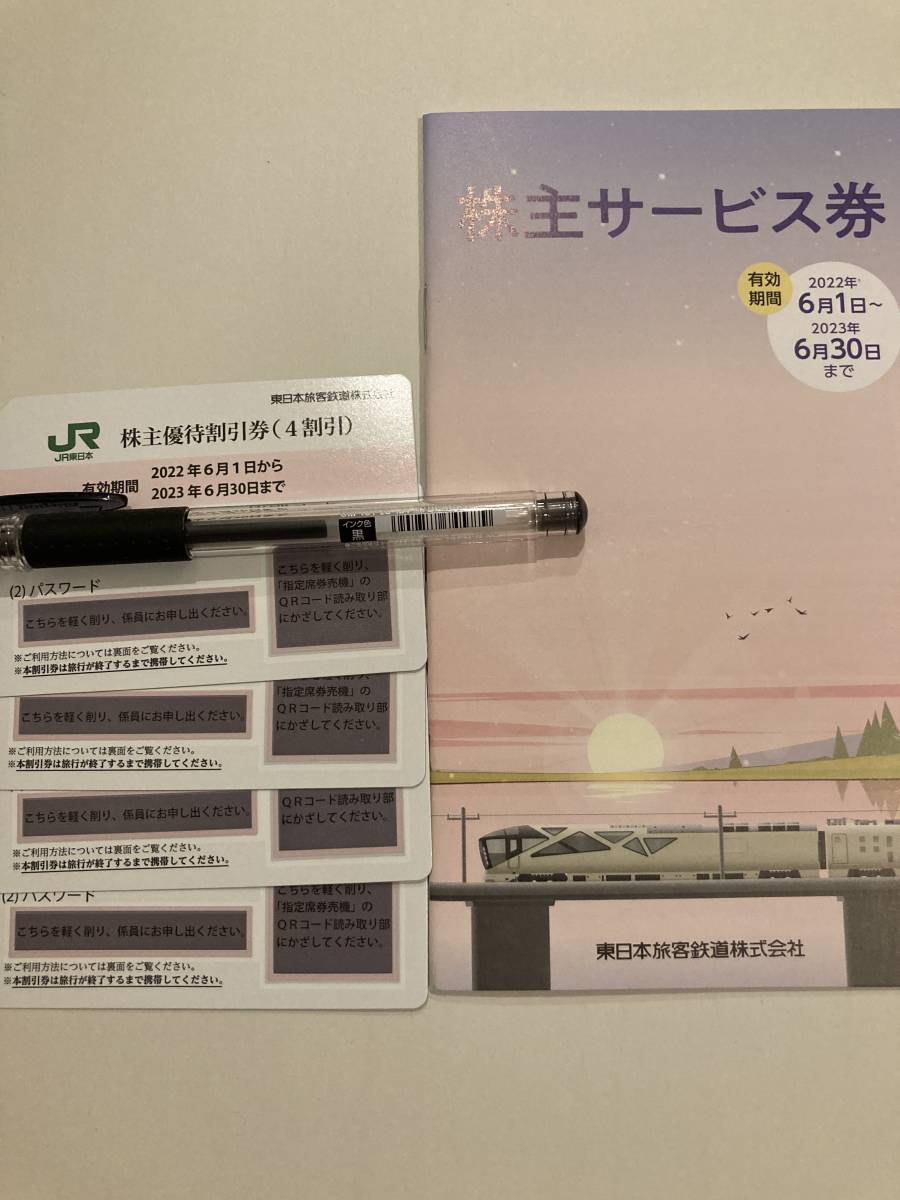 株主サービス券
有効
期間
2022年
6月1日～
2023年
6月30日
まで
東日本旅客鉄道株式会社
東日本旅客鉄道株式会社
JR
JR東日本
株主優待割引券(4割引)
有効期間
2022年6月1日から
2023年6月30日まで
インク色
黒
(2) パスワード
こちらを軽く削り、係員にお申し出ください。
こちらを軽く削り、
「指定席券売機」の
QRコード読み取り部
にかざしてください。
※ご利用方法については裏面をご覧ください。
※本割引券は旅行が終了するまで携帯してください。
こちらを軽く削り、係員にお申し出ください。
「指定席券売機」の
QRコード読み取り部
にかざしてください。
※ご利用方法については裏面をご覧ください。
※本割引券は旅行が終了するまで携帯してください。
こちらを軽く削り、係員にお申し出ください。
QRコード読み取り部
にかざしてください。
※ご利用方法については裏面をご覧ください。
※本割引券は旅行が終了するまで携帯してください。
(2) パスワード
こちらを軽く削り、係員にお申し出ください。
こちらを軽く削り、
「指定席券売機」の
QRコード読み取り部
にかざしてください。
※ご利用方法については裏面をご覧ください。
※本割引券は旅行が終了するまで携帯してください。